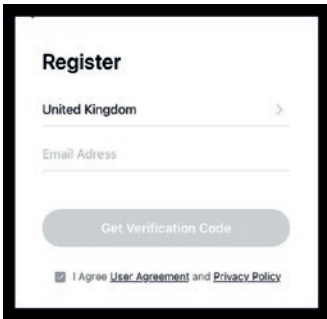 Register
United Kingdom
Email Adress
Get Verification Code
I Agree User Agreement and Privacy Policy